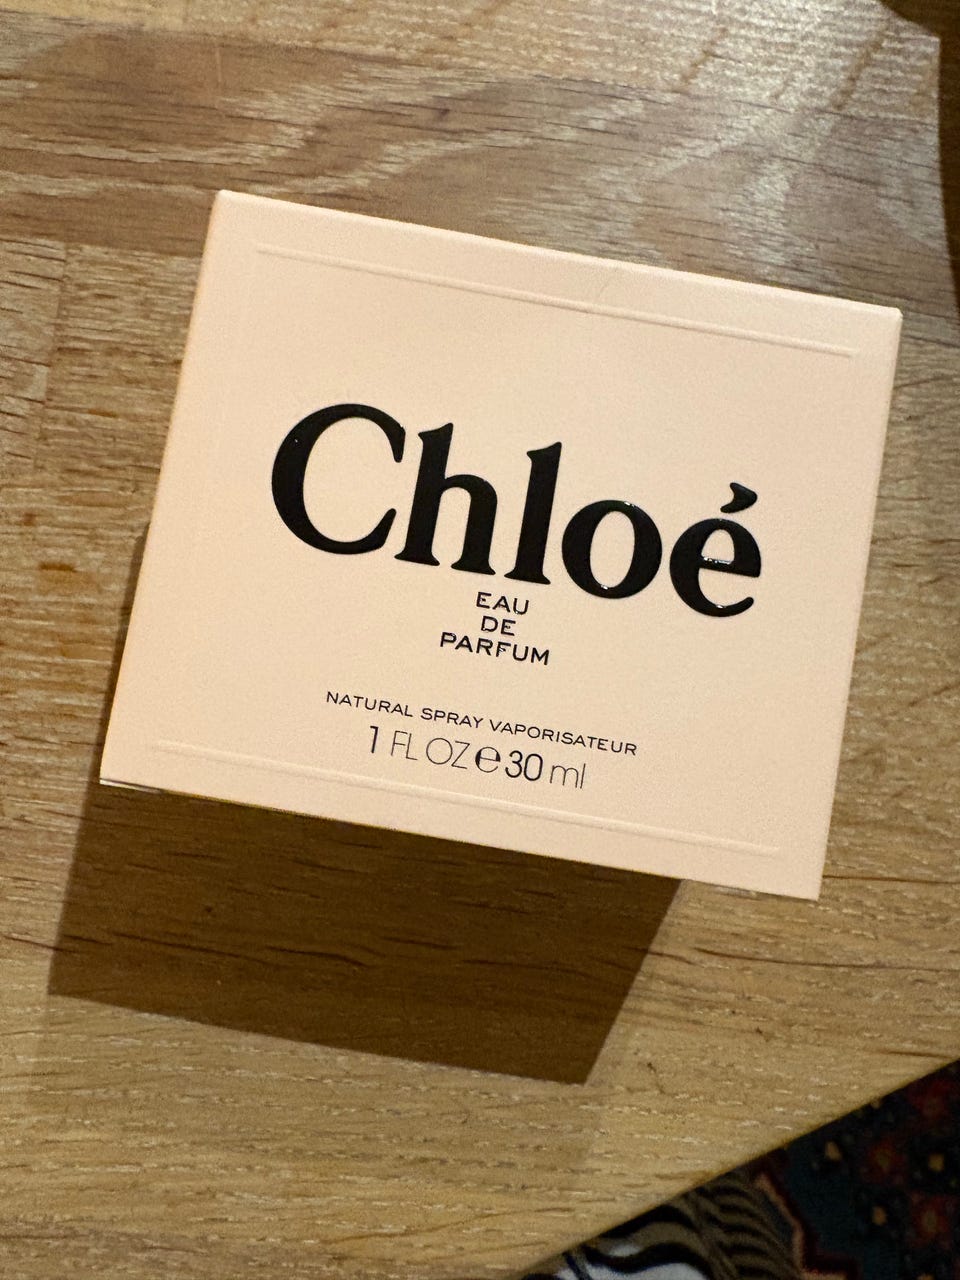 Chloé
EAU
DE
PARFUM
NATURAL SPRAY VAPORISATEUR
1 FL OZ ℮ 30 ml